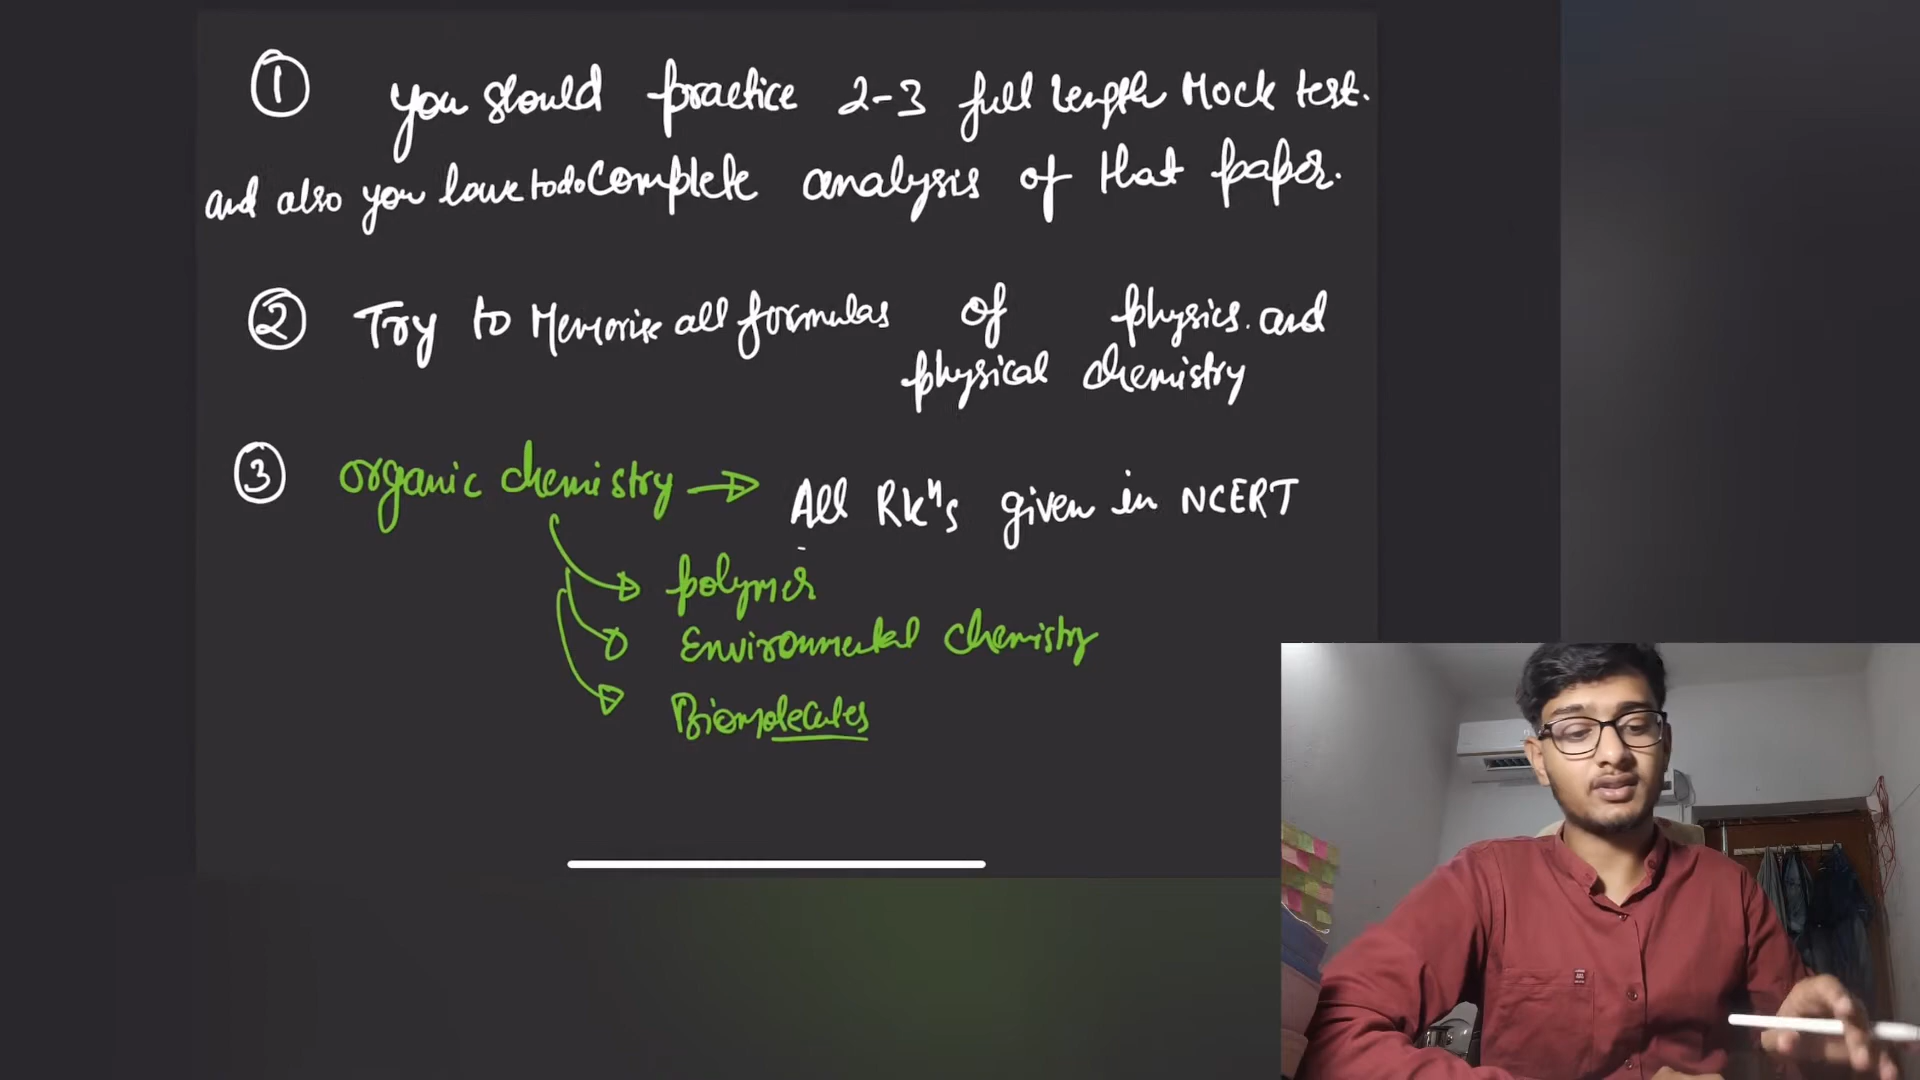 ① you should practice 2-3 full length Mock test.
and also you have to do complete analysis of that paper.
② Try to Memorise all formulas of physics. and
physical chemistry
③ organic chemistry → All Rxⁿs given in NCERT
polymer
Environmental chemistry
Biomolecules